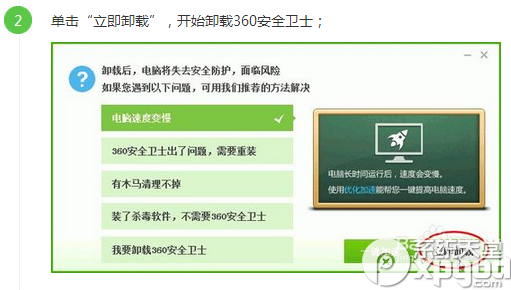 2
单击“立即卸载”，开始卸载360安全卫士；
卸载后，电脑将失去安全防护，面临风险
如果您遇到以下问题，可用我们推荐的方法解决
电脑速度变慢
360安全卫士出了问题，需要重装
有木马清理不掉
装了杀毒软件，不需要360安全卫士
我要卸载360安全卫士
电脑长时间运行后，速度会变慢。
使用优化加速能帮您一键提高电脑速度。
系统天堂